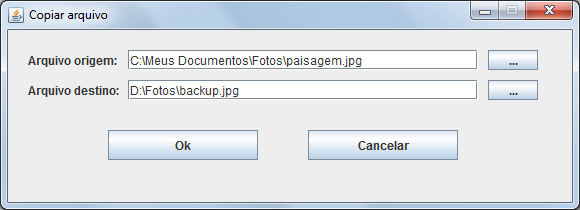 Copiar arquivo
Arquivo origem: C:\Meus Documentos\Fotos\paisagem.jpg ...
Arquivo destino: D:\Fotos\backup.jpg ...
Ok Cancelar